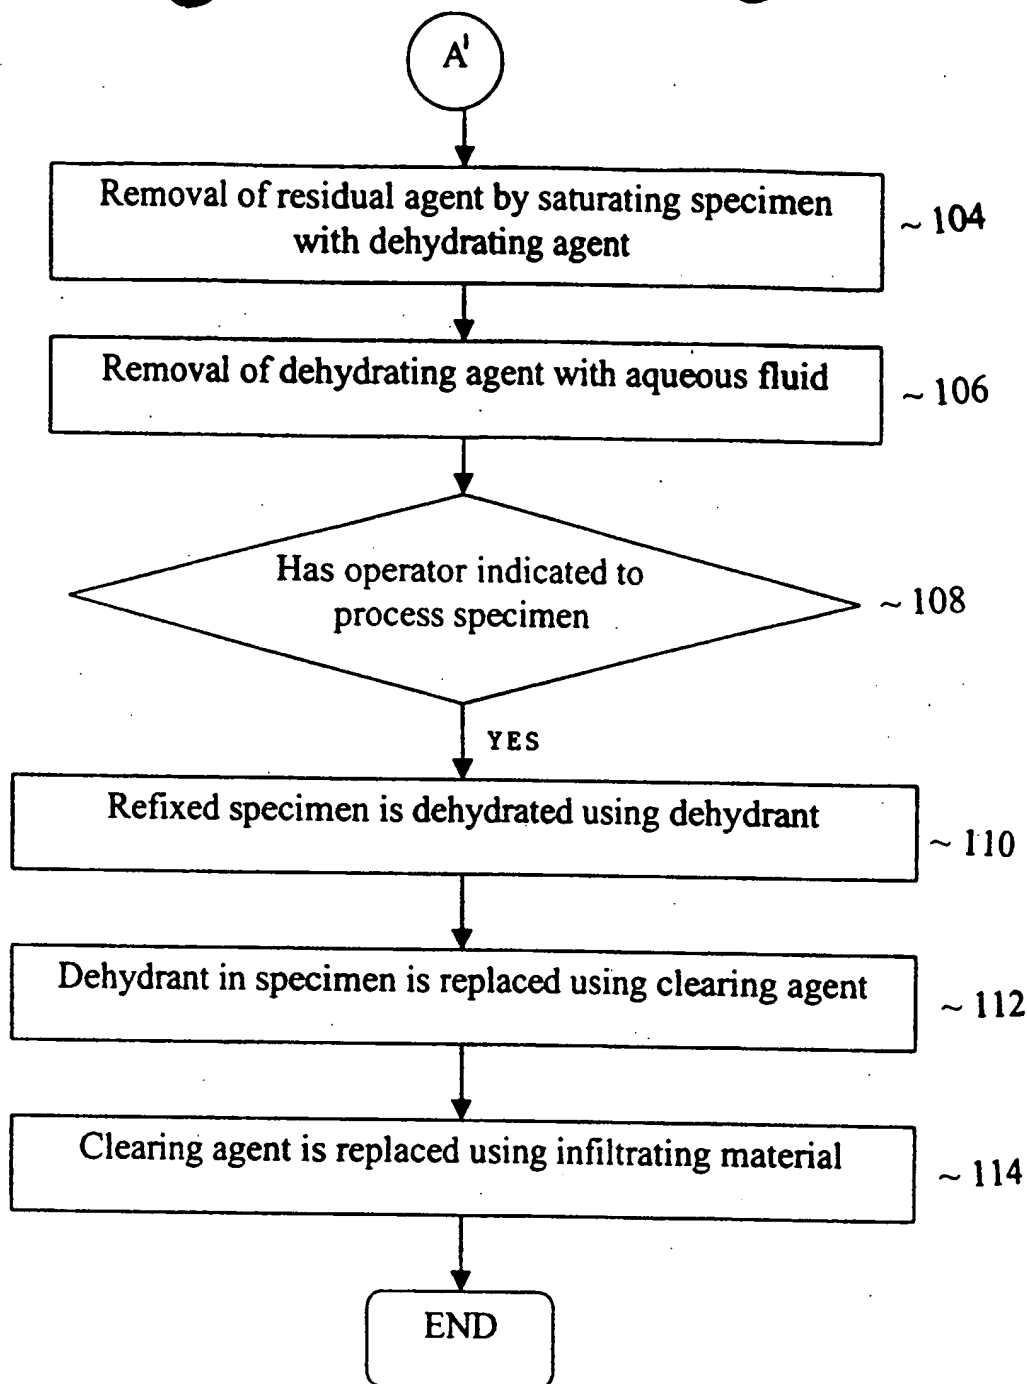 A'
Removal of residual agent by saturating specimen
with dehydrating agent
~ 104
Removal of dehydrating agent with aqueous fluid
~ 106
Has operator indicated to
process specimen
~ 108
YES
Refixed specimen is dehydrated using dehydrant
~ 110
Dehydrant in specimen is replaced using clearing agent
~ 112
Clearing agent is replaced using infiltrating material
~ 114
END